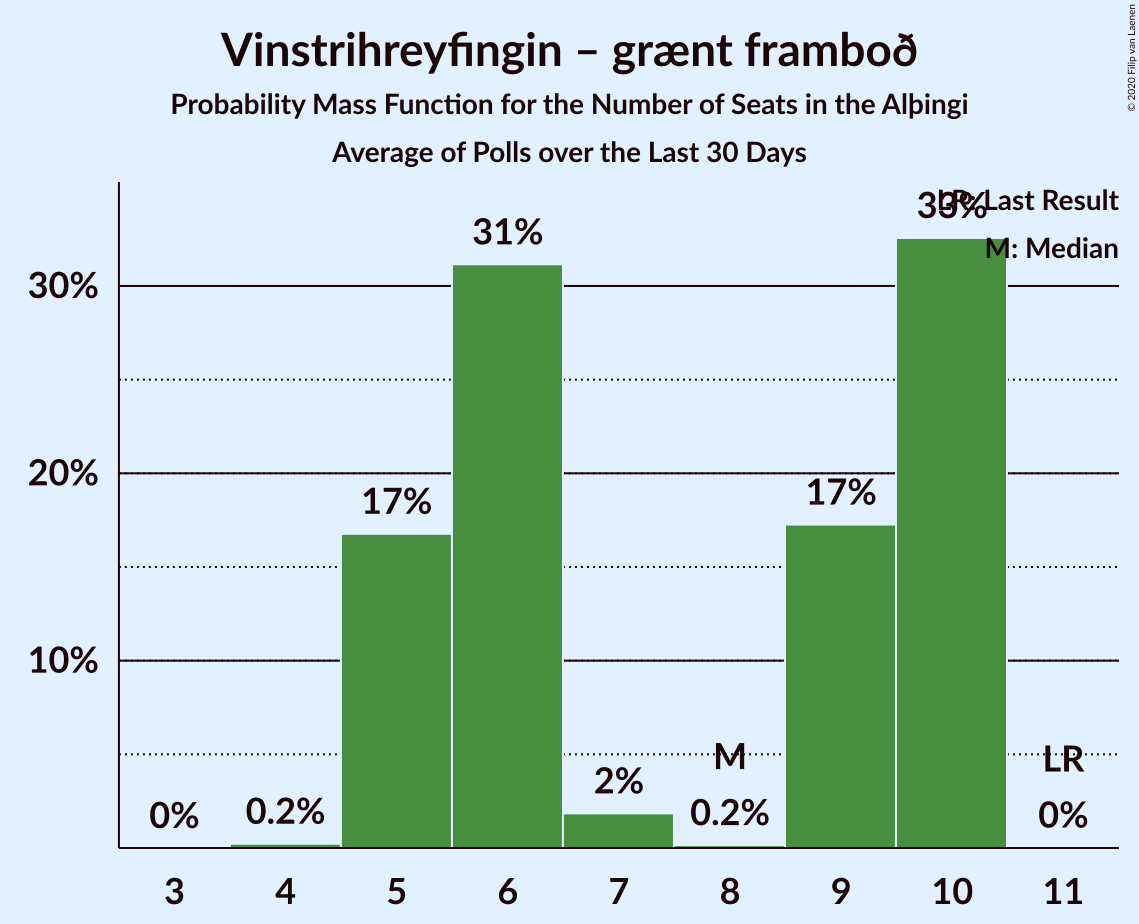 Vinstrihreyfingin – grænt framboð
Probability Mass Function for the Number of Seats in the Alþingi
Average of Polls over the Last 30 Days
© 2020 Filip van Laenen
LR: Last Result
M: Median
33%
31%
30%
20%
17%
17%
10%
M
LR
2%
0%
0.2%
0.2%
0%
3 4 5 6 7 8 9 10 11